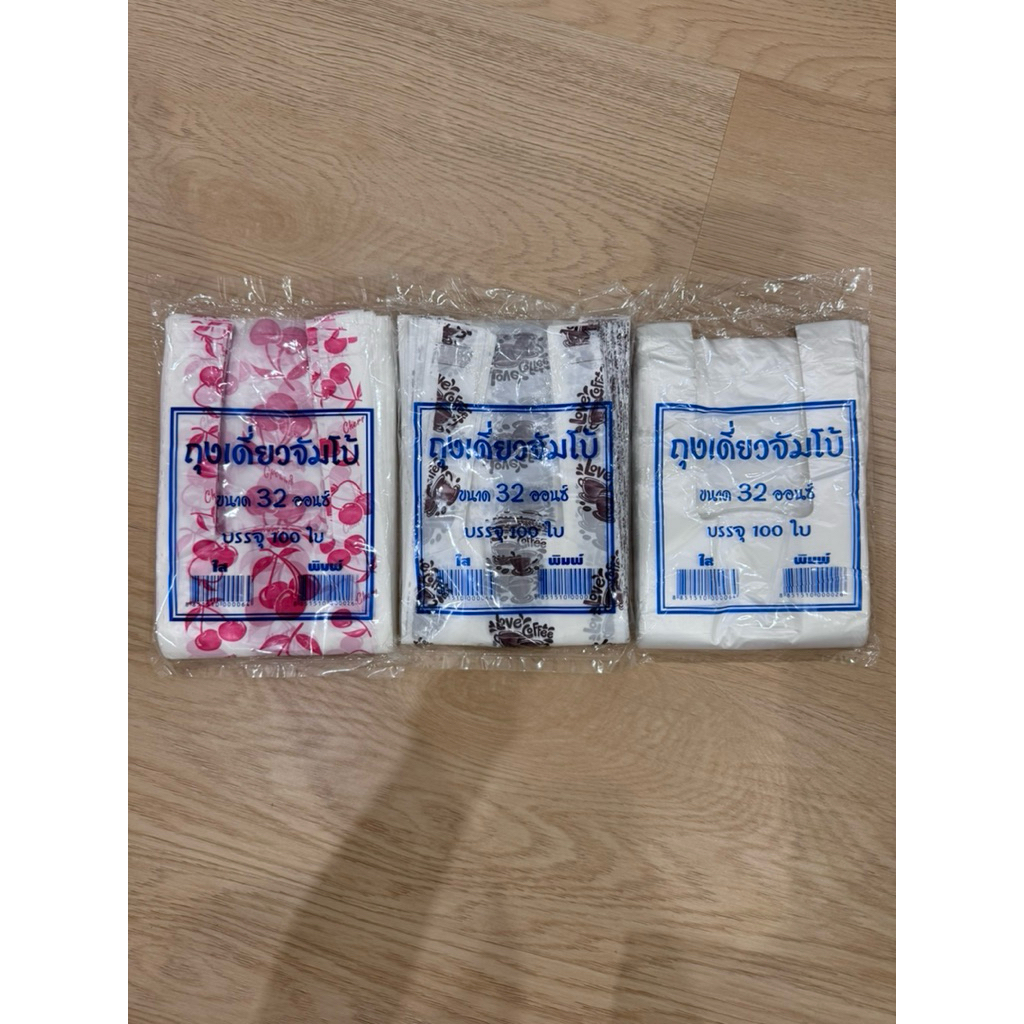 ถุงเดี่ยวจัมโบ้
ขนาด 32 ออนซ์
บรรจุ 100 ใบ
ใส พิมพ์
ถุงเดี่ยวจัมโบ้
ขนาด 32 ออนซ์
บรรจุ 100 ใบ
ใส พิมพ์
Love Coffee
ถุงเดี่ยวจัมโบ้
ขนาด 32 ออนซ์
บรรจุ 100 ใบ
ใส พิมพ์